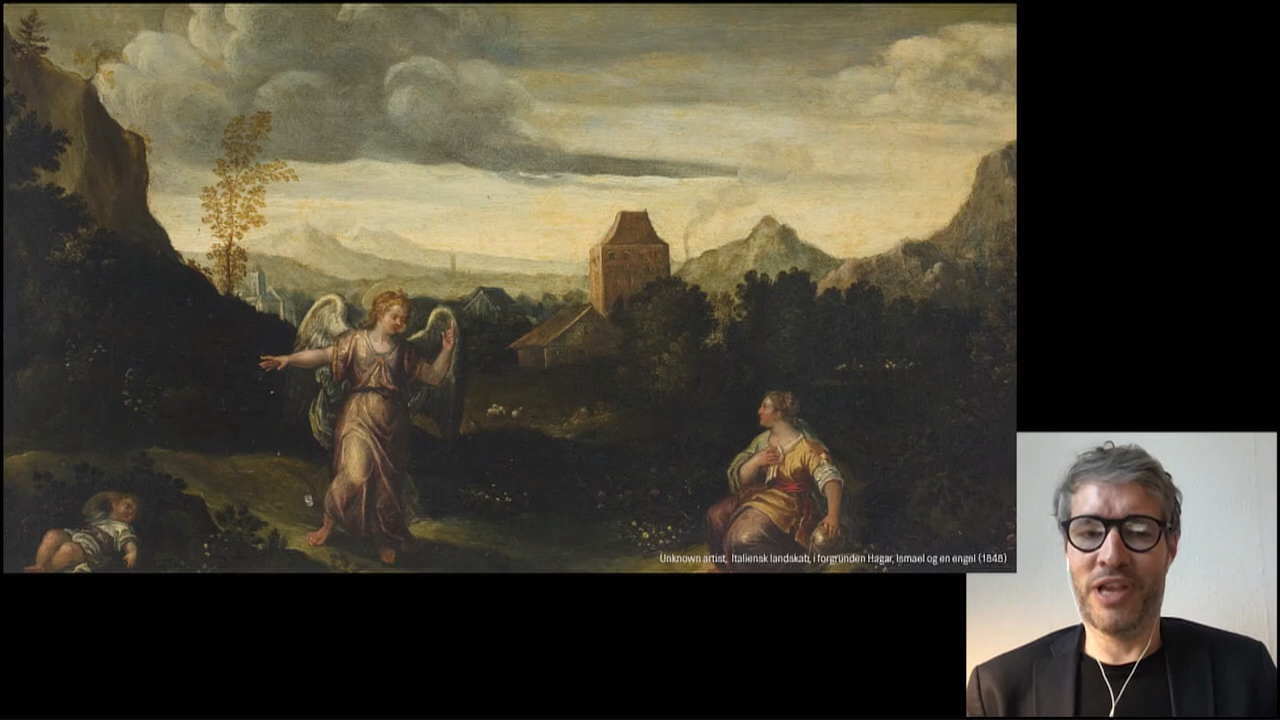 Unknown artist, Italiensk landskab, i forgrunden Hagar, Ismael og en engel (1648)